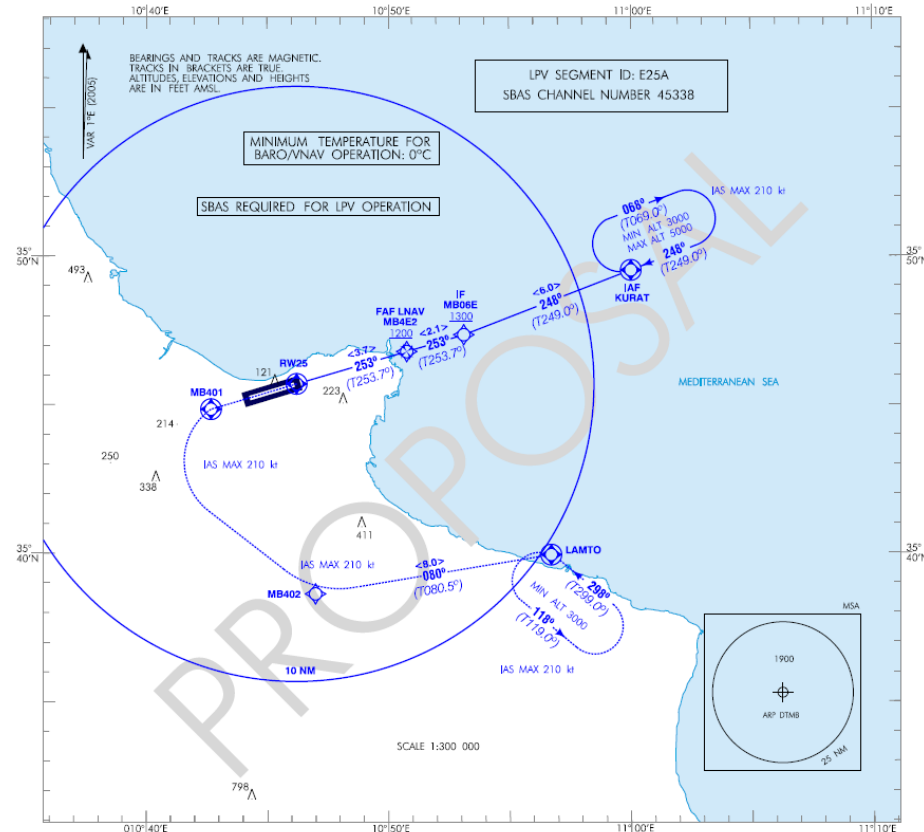 10°40'E
10°50'E
11°00'E
11°10'E
BEARINGS AND TRACKS ARE MAGNETIC.
TRACKS IN BRACKETS ARE TRUE.
ALTITUDES, ELEVATIONS AND HEIGHTS
ARE IN FEET AMSL.
VAR 1°E (2005)
LPV SEGMENT ID: E25A
SBAS CHANNEL NUMBER 45338
MINIMUM TEMPERATURE FOR
BARO/VNAV OPERATION: 0°C
SBAS REQUIRED FOR LPV OPERATION
068°
(T069.0°)
MIN ALT 3000
MAX ALT 5000
IAS MAX 210 kt
248°
(T249.0°)
IAF
KURAT
35°
50'N
35°
50'N
493
<6.0>
248°
(T249.0°)
IF
MB06E
1300
FAF LNAV
MB4E2
1200
<2.1>
253°
(T253.7°)
<3.7>
253°
(T253.7°)
RW25
121
223
MB401
214
250
338
IAS MAX 210 kt
MEDITERRANEAN SEA
411
35°
40'N
35°
40'N
IAS MAX 210 kt
<8.0>
080°
(T080.5°)
MB402
LAMTO
298°
(T299.0°)
MIN ALT 3000
118°
(T119.0°)
IAS MAX 210 kt
10 NM
MSA
1900
ARP DTMB
25 NM
SCALE 1:300 000
798
PROPOSAL
010°40'E
10°50'E
11°00'E
11°10'E